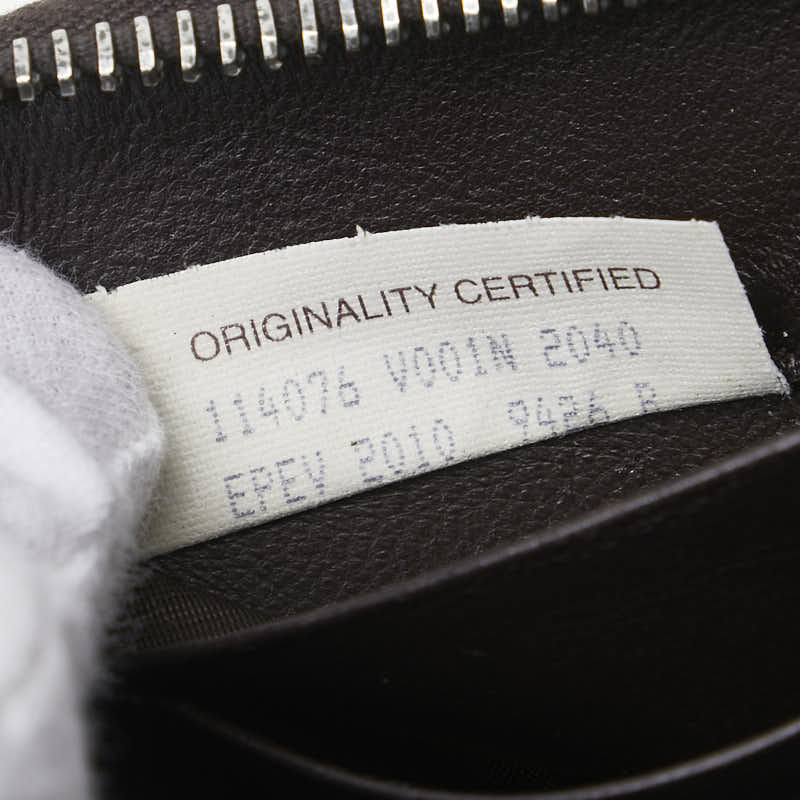 ORIGINALITY CERTIFIED
114076 V001N 2040
EPEV 2010 9426